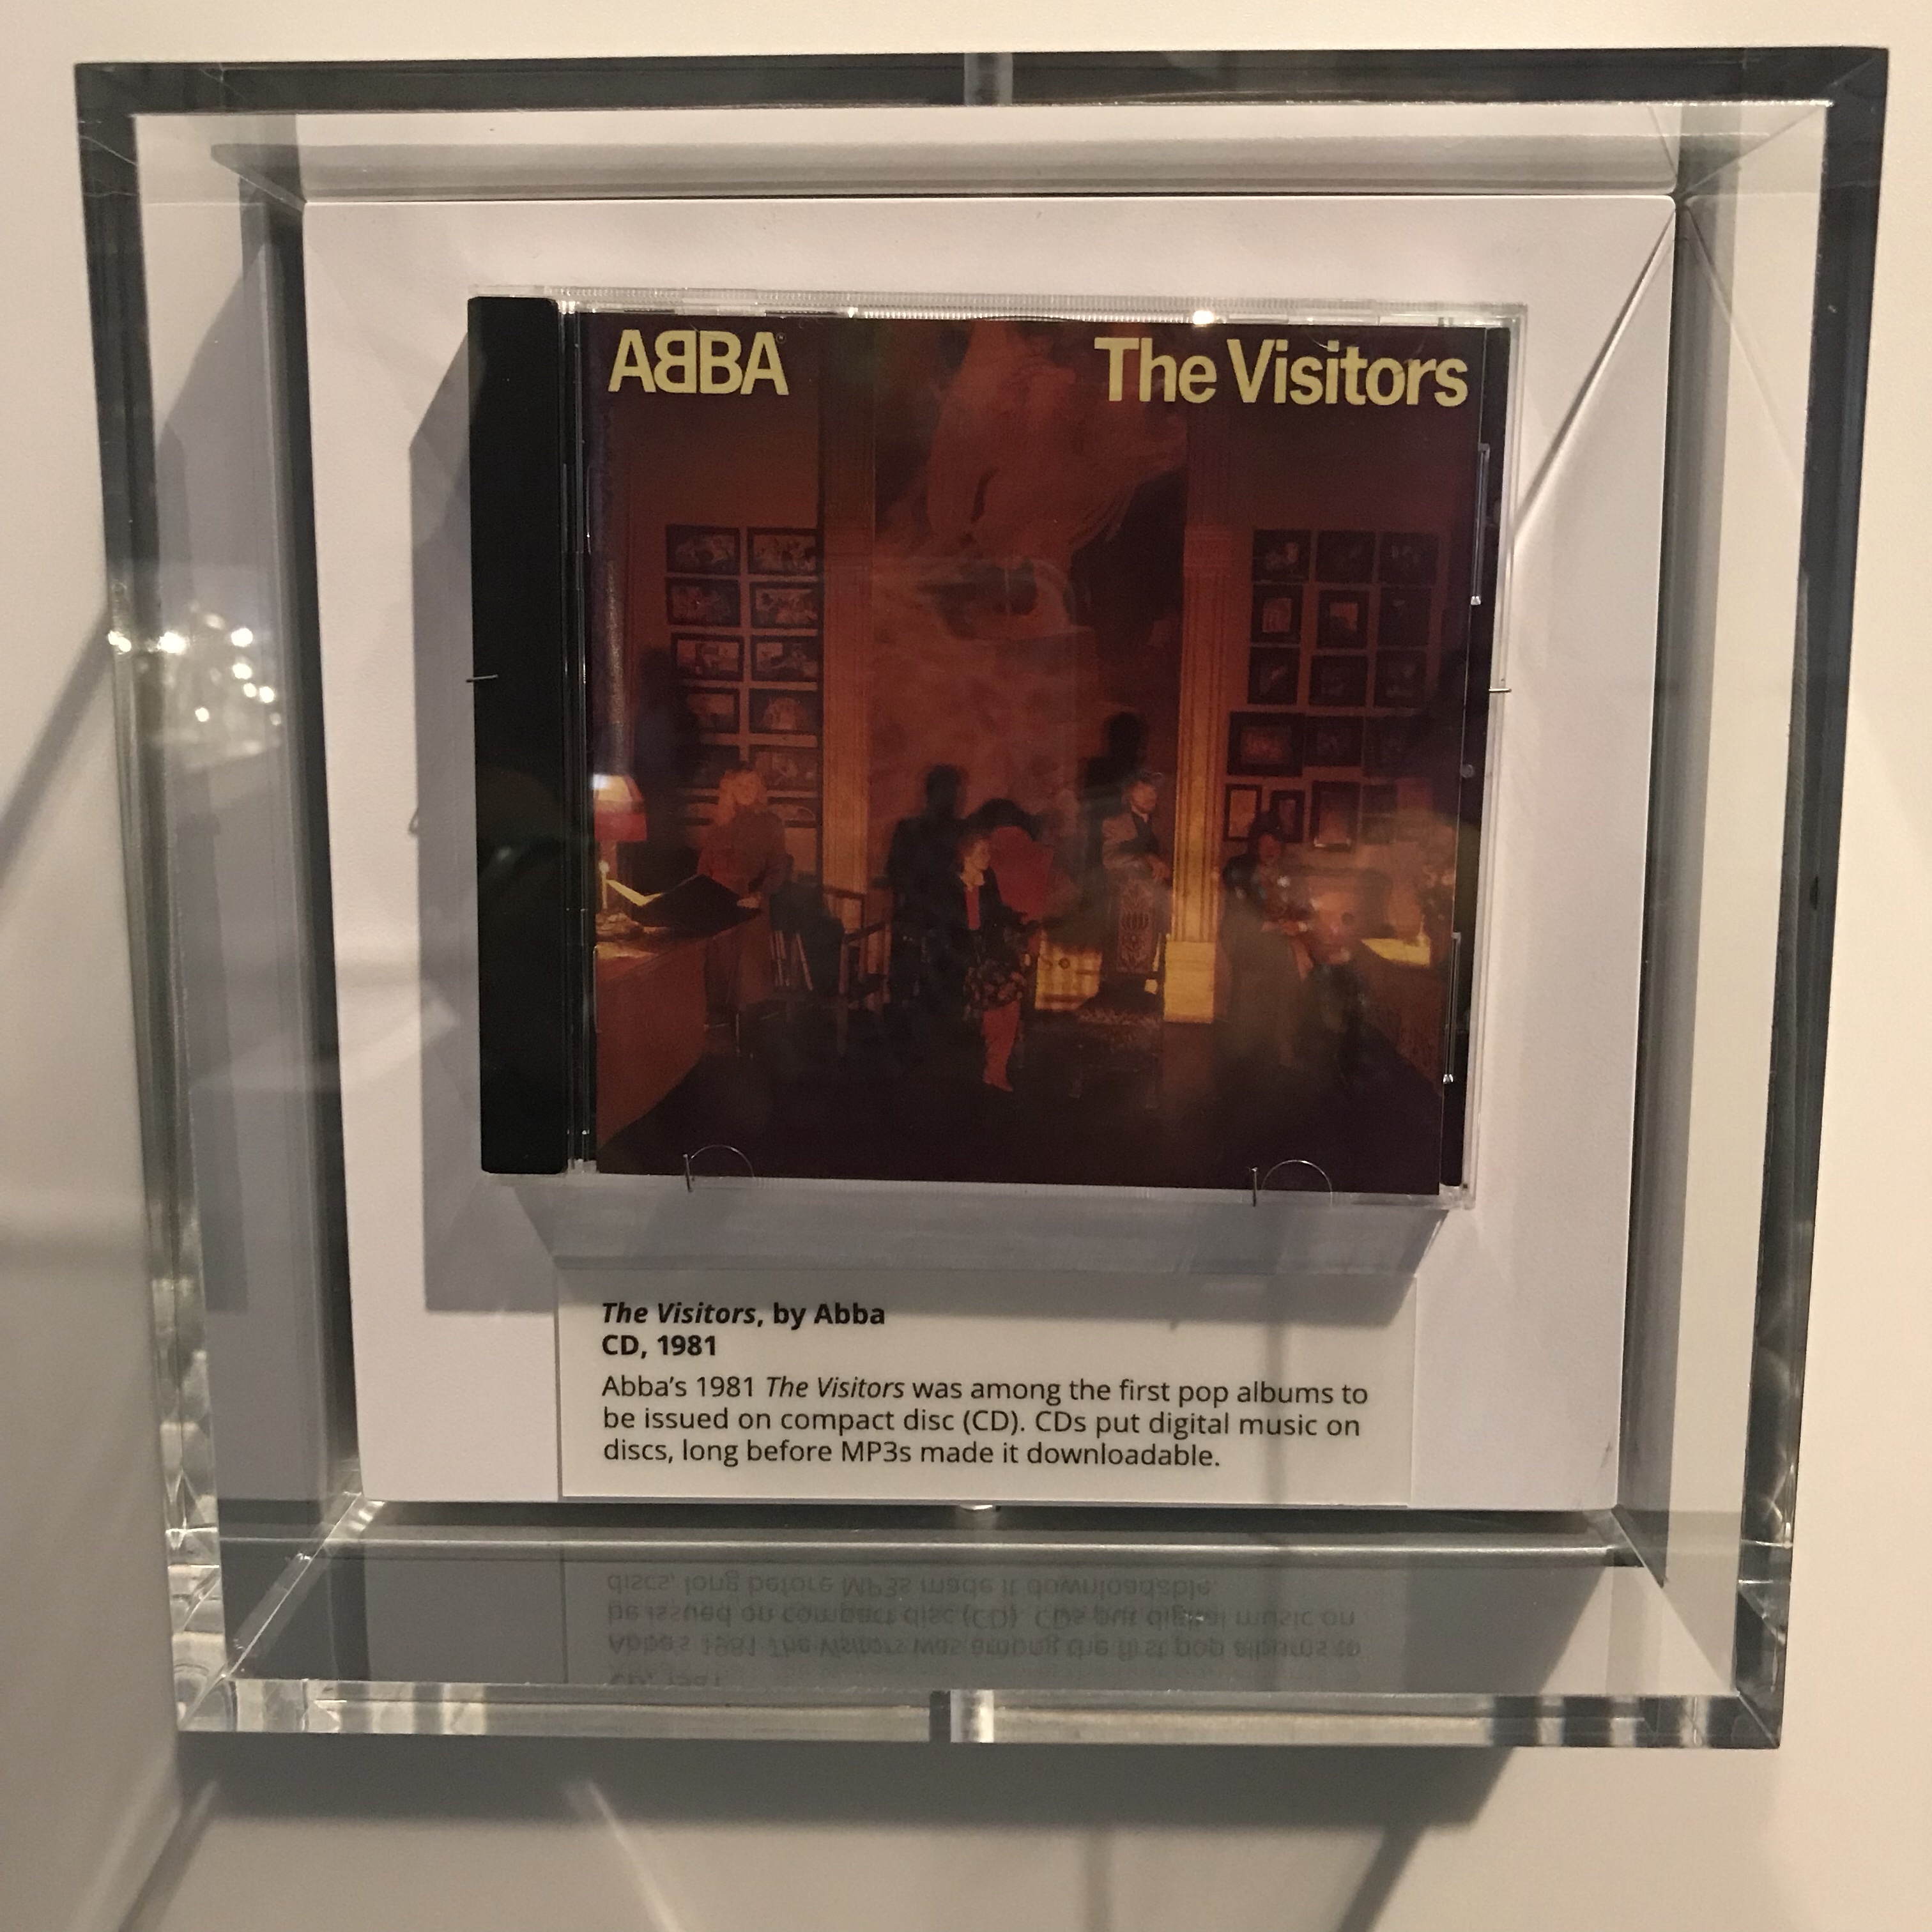 AᗺBA The Visitors
The Visitors, by Abba
CD, 1981
Abba's 1981 The Visitors was among the first pop albums to
be issued on compact disc (CD). CDs put digital music on
discs, long before MP3s made it downloadable.